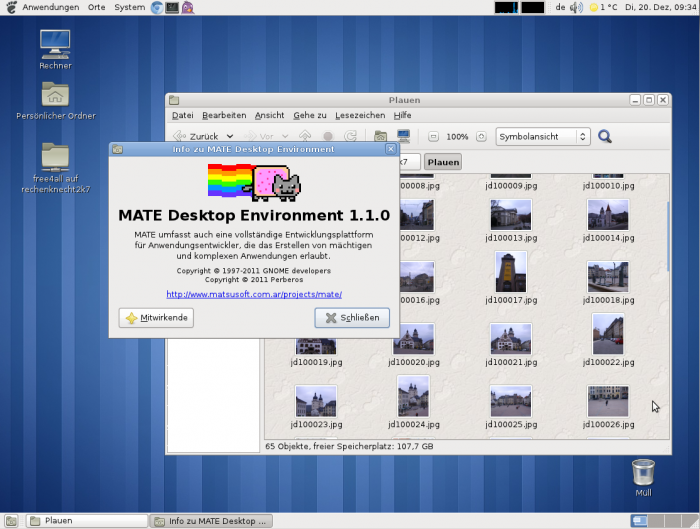 Anwendungen Orte System
de 1 °C Di, 20. Dez, 09:34
Rechner
Persönlicher Ordner
free4all auf
rechenknecht2k7
Plauen
Datei Bearbeiten Ansicht Gehe zu Lesezeichen Hilfe
Zurück Vor 100% Symbolansicht
k7 Plauen
Info zu MATE Desktop Environment
MATE Desktop Environment 1.1.0
MATE umfasst auch eine vollständige Entwicklungsplattform
für Anwendungsentwickler, die das Erstellen von mächtigen
und komplexen Anwendungen erlaubt.
Copyright © 1997-2011 GNOME developers
Copyright © 2011 Perberos
http://www.matsusoft.com.ar/projects/mate/
Mitwirkende Schließen
00008.jpg jd100009.jpg jd100010.jpg
00012.jpg jd100013.jpg jd100014.jpg
00016.jpg jd100017.jpg jd100018.jpg
jd100019.jpg jd100020.jpg jd100021.jpg jd100022.jpg
jd100023.jpg jd100024.jpg jd100025.jpg jd100026.jpg
65 Objekte, freier Speicherplatz: 107,7 GB
Müll
Plauen Info zu MATE Desktop ...